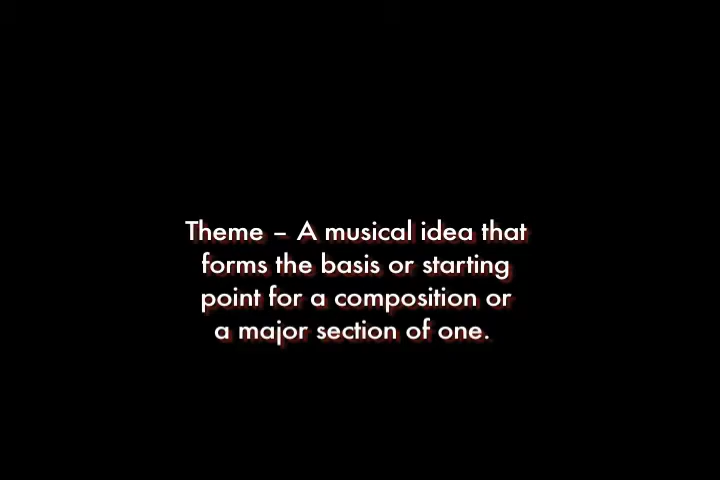 Theme – A musical idea that
forms the basis or starting
point for a composition or
a major section of one.